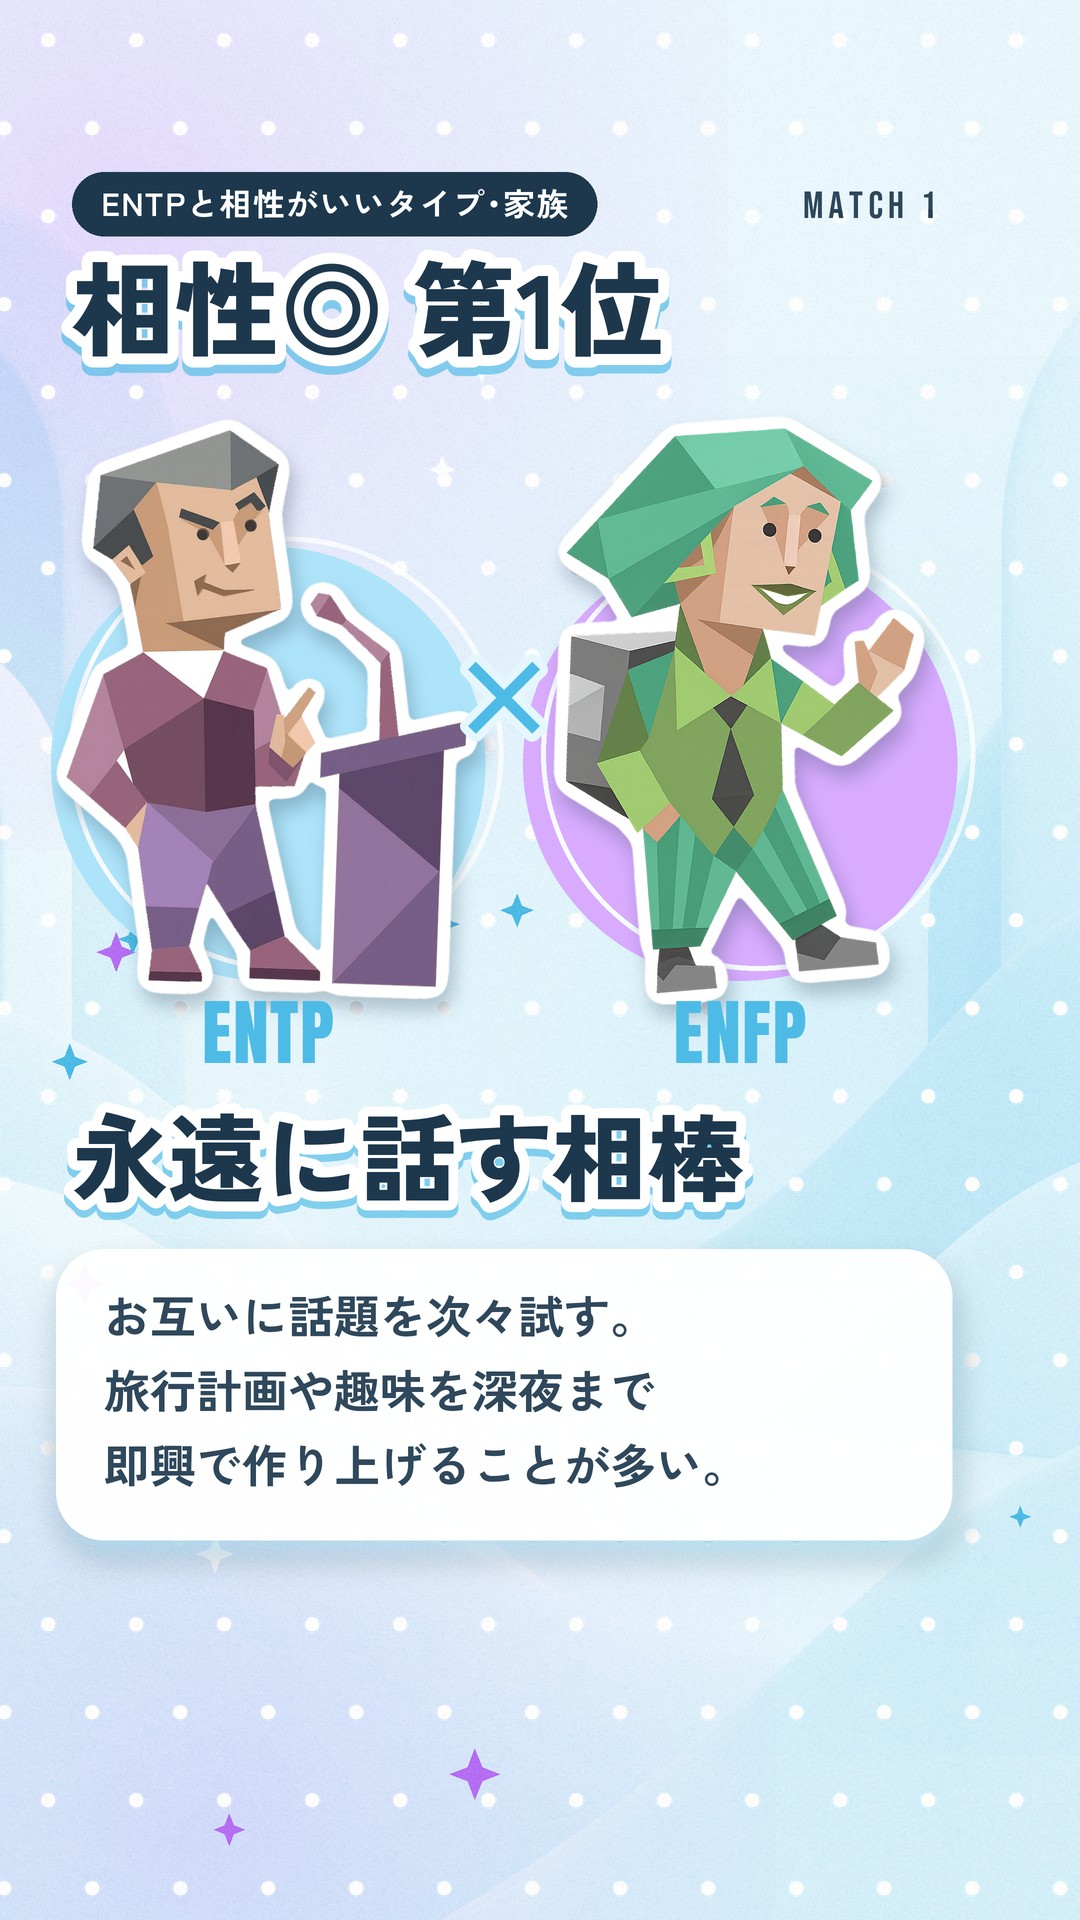 ENTPと相性がいいタイプ・家族
MATCH 1
相性◎ 第1位
×
ENTP
ENFP
永遠に話す相棒
お互いに話題を次々試す。
旅行計画や趣味を深夜まで
即興で作り上げることが多い。